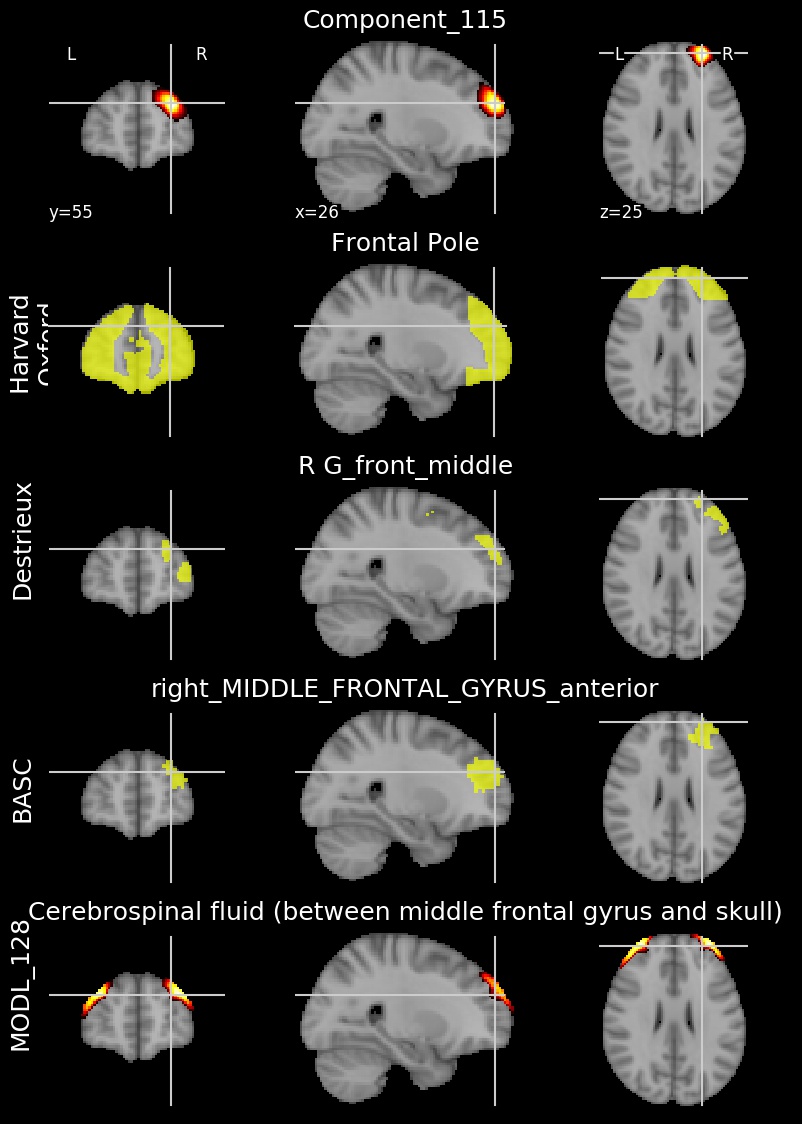 Component_115
L R L R
y=55 x=26 z=25
Frontal Pole
Harvard
R G_front_middle
Destrieux
right_MIDDLE_FRONTAL_GYRUS_anterior
BASC
Cerebrospinal fluid (between middle frontal gyrus and skull)
MODL_128